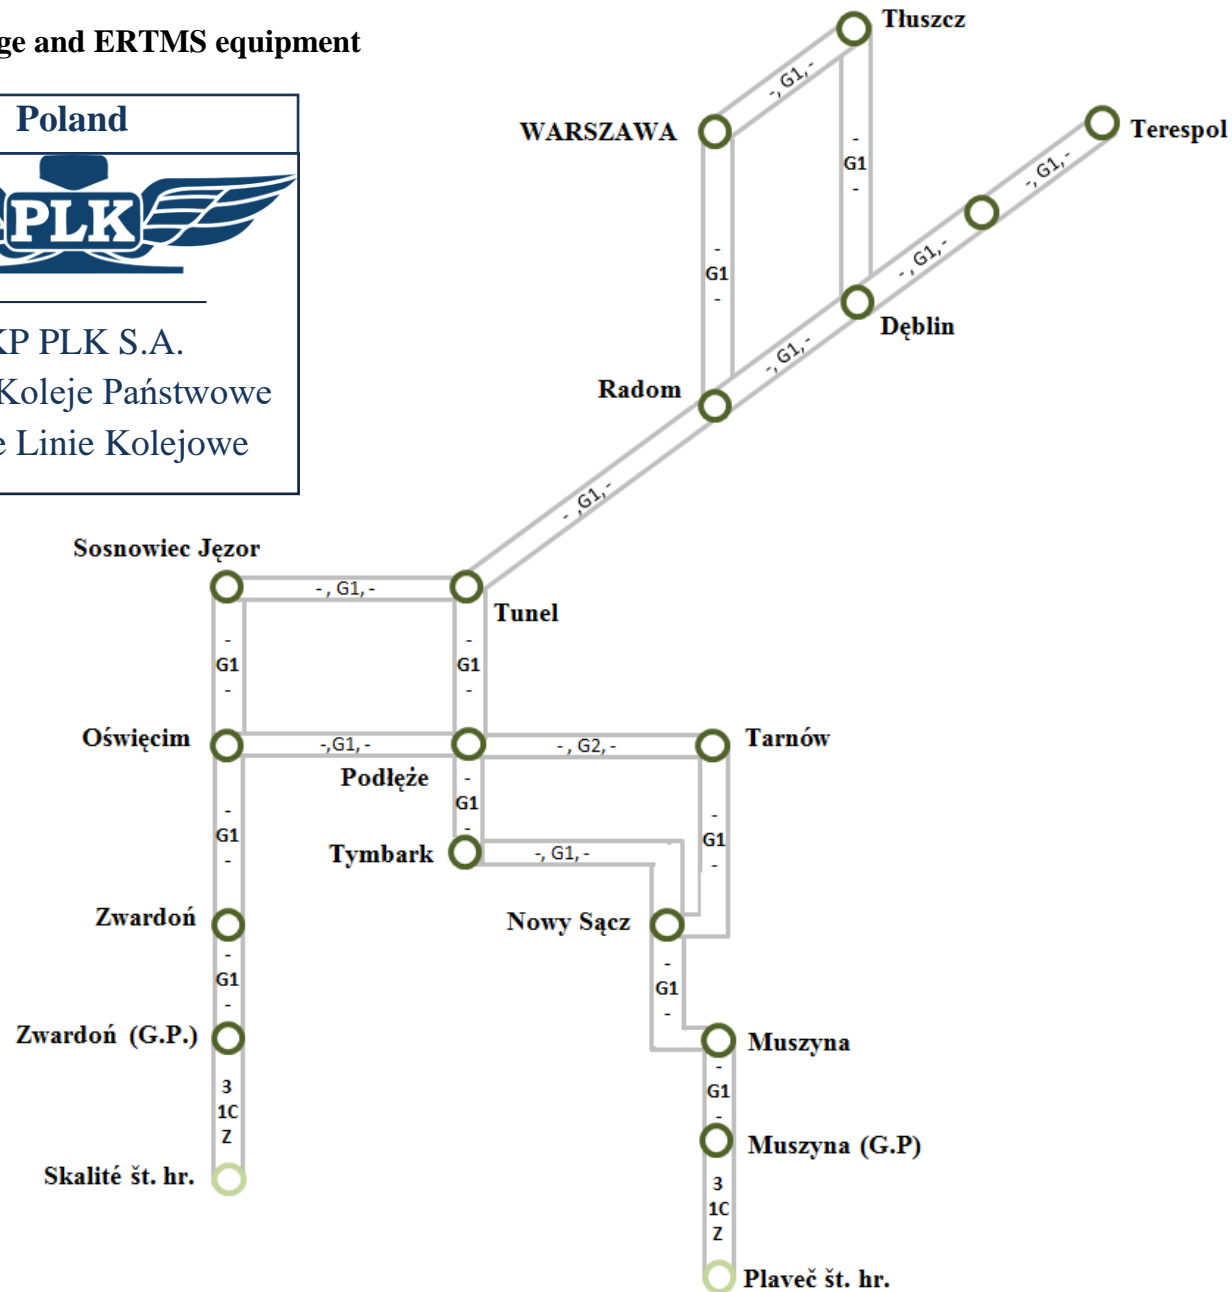 ge and ERTMS equipment
Poland
PLK
KP PLK S.A.
Koleje Państwowe
e Linie Kolejowe
Tłuszcz
-, G1,-
WARSZAWA
Terespol
-
G1
-
-, G1,-
-
G1
-
-, G1,-
Dęblin
-, G1,-
Radom
- ,G1,-
Sosnowiec Jęzor
- , G1, -
Tunel
-
G1
-
-
G1
-
Oświęcim
-,G1, -
- , G2, -
Tarnów
Podłęże
-
G1
-
-
G1
-
-
G1
-
Tymbark
-, G1, -
Zwardoń
Nowy Sącz
-
G1
-
-
G1
-
Zwardoń (G.P.)
Muszyna
-
G1
-
3
1C
Z
Muszyna (G.P)
Skalité št. hr.
3
1C
Z
Plaveč št. hr.